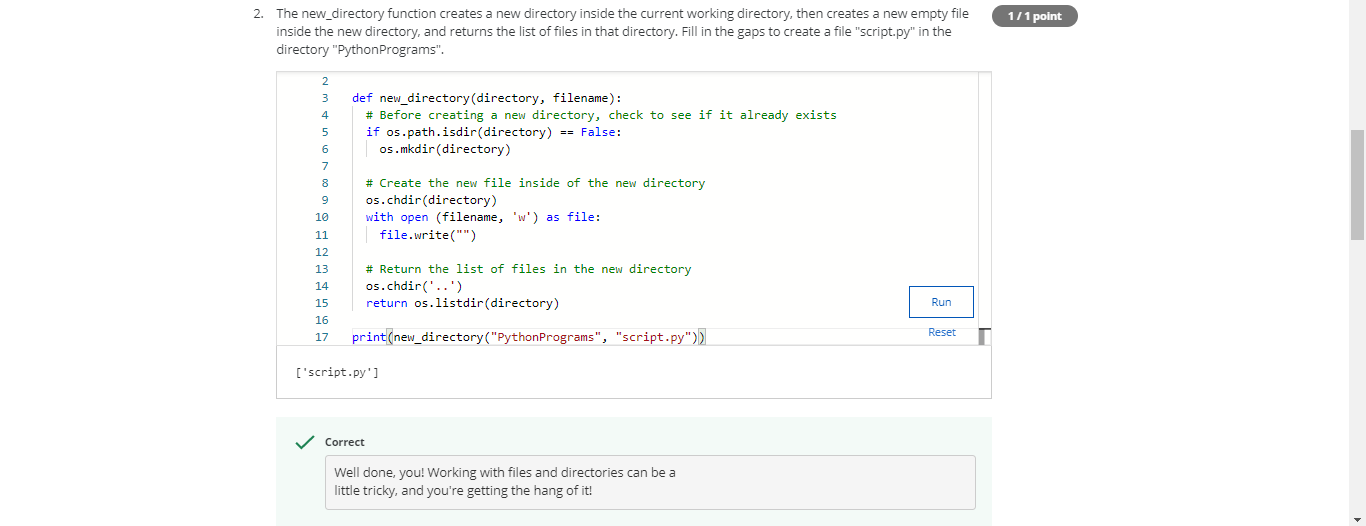 2. The new_directory function creates a new directory inside the current working directory, then creates a new empty file
1 / 1 point
inside the new directory, and returns the list of files in that directory. Fill in the gaps to create a file "script.py" in the
directory "PythonPrograms".
2
3 def new_directory(directory, filename):
4 # Before creating a new directory, check to see if it already exists
5 if os.path.isdir(directory) == False:
6 os.mkdir(directory)
7
8 # Create the new file inside of the new directory
9 os.chdir(directory)
10 with open (filename, 'w') as file:
11 file.write("")
12
13 # Return the list of files in the new directory
14 os.chdir('..')
15 return os.listdir(directory)
Run
16
17 print(new_directory("PythonPrograms", "script.py"))
Reset
['script.py']
Correct
Well done, you! Working with files and directories can be a
little tricky, and you're getting the hang of it!